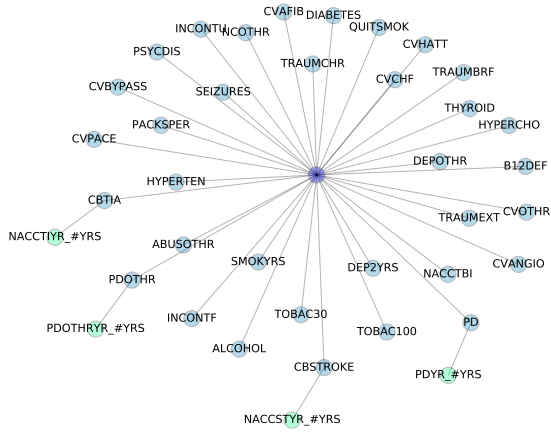 CVAFIB
DIABETES
INCONTU
NCOTHR
QUITSMOK
PSYCDIS
CVHATT
TRAUMCHR
TRAUMBRF
CVCHF
CVBYPASS
SEIZURES
THYROID
PACKSPER
HYPERCHO
CVPACE
DEPOTHR
B12DEF
HYPERTEN
CBTIA
CVOTHR
TRAUMEXT
NACCTIYR_#YRS
ABUSOTHR
SMOKYRS
CVANGIO
DEP2YRS
NACCTBI
PDOTHR
INCONTF
TOBAC30
PD
PDOTHRYR_#YRS
TOBAC100
ALCOHOL
CBSTROKE
PDYR_#YRS
NACCSTYR_#YRS